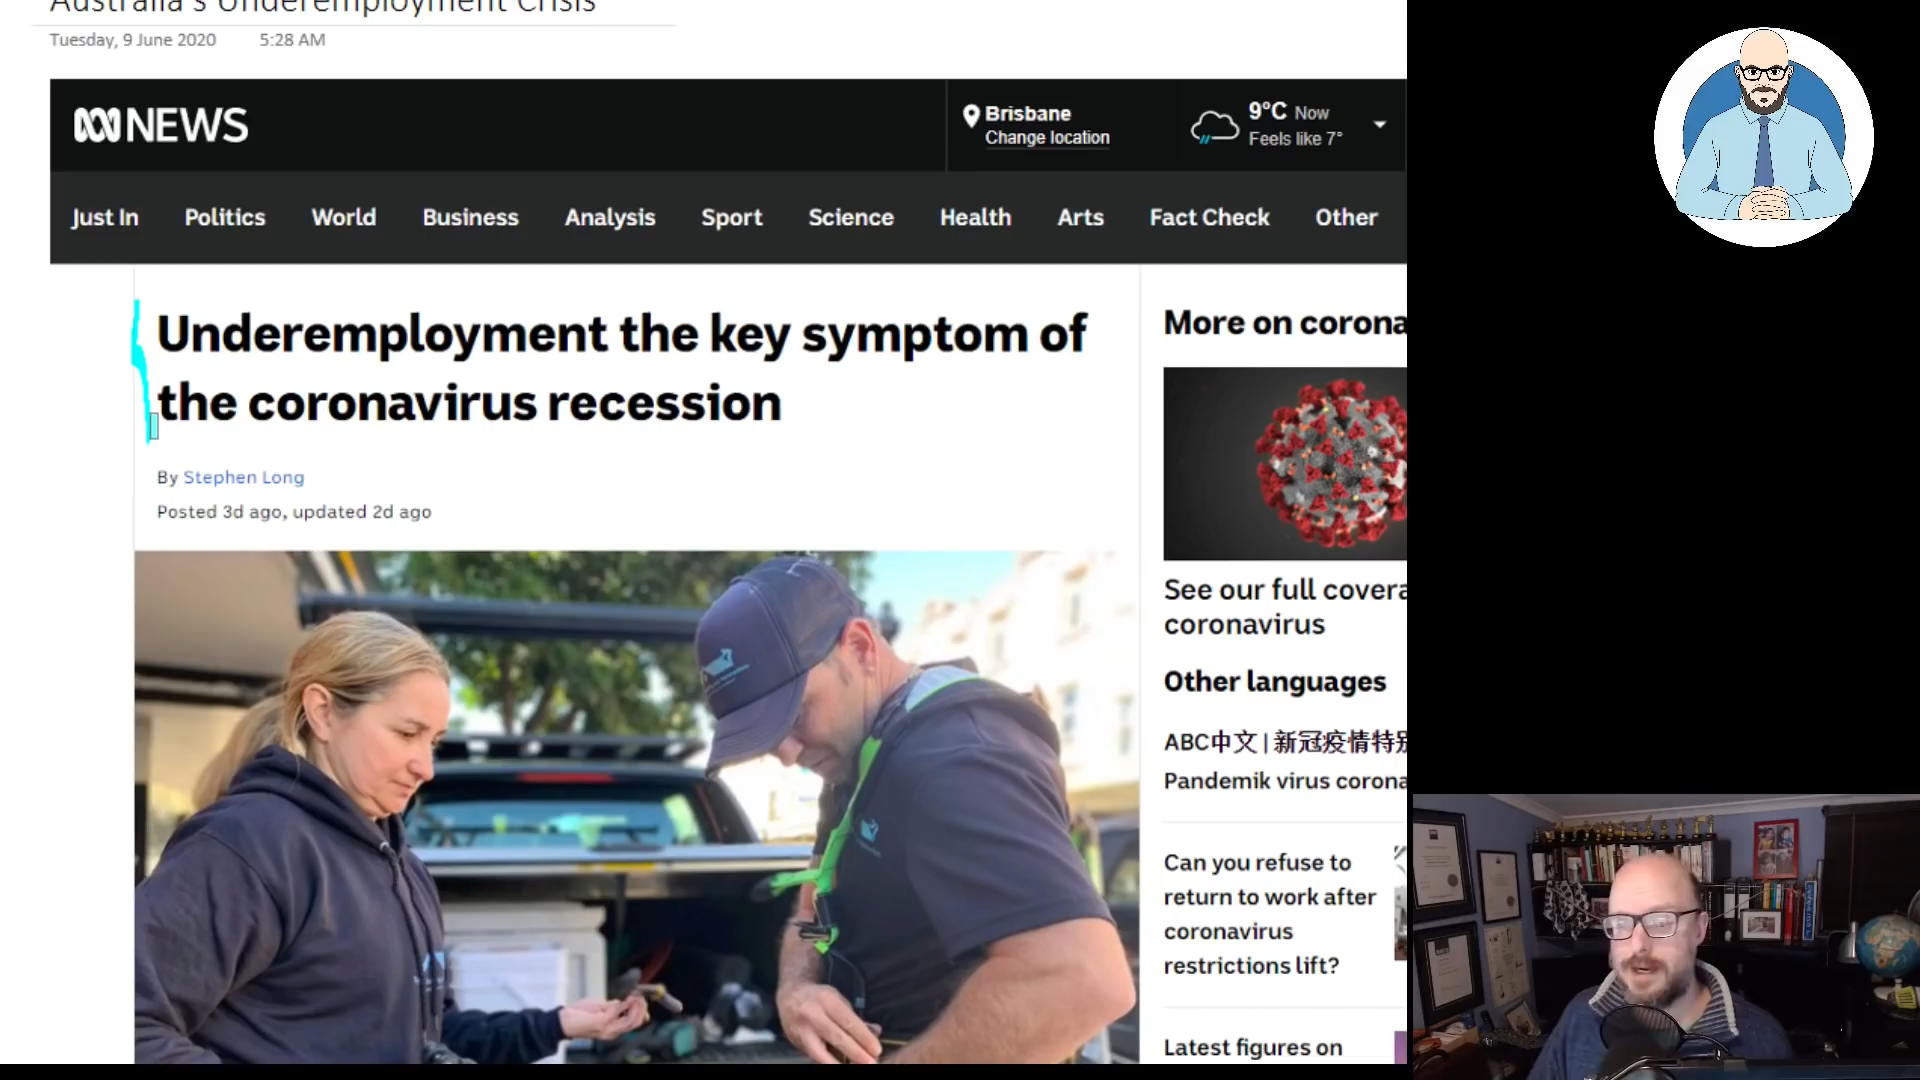 Australia's Underemployment Crisis
Tuesday, 9 June 2020 5:28 AM
NEWS
Brisbane
Change location
9°C Now
Feels like 7°
Just In Politics World Business Analysis Sport Science Health Arts Fact Check Other
Underemployment the key symptom of
the coronavirus recession
By Stephen Long
Posted 3d ago, updated 2d ago
More on corona
See our full covera
coronavirus
Other languages
ABC中文 | 新冠疫情特别
Pandemik virus corona
Can you refuse to
return to work after
coronavirus
restrictions lift?
Latest figures on